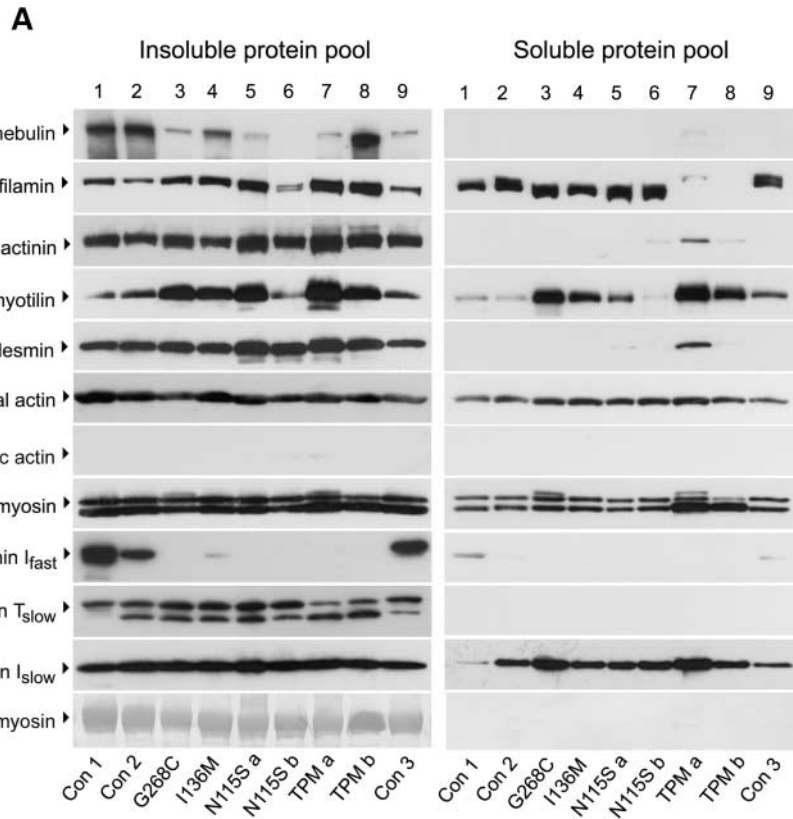 A
Insoluble protein pool Soluble protein pool
1 2 3 4 5 6 7 8 9 1 2 3 4 5 6 7 8 9
nebulin
filamin
actinin
nyotilin
lesmin
al actin
c actin
myosin
nin Ifast
n Tslow
n Islow
myosin
Con 1 Con 2 G268C I136M N115S a N115S b TPM a TPM b Con 3 Con 1 Con 2 G268C I136M N115S a N115S b TPM a TPM b Con 3